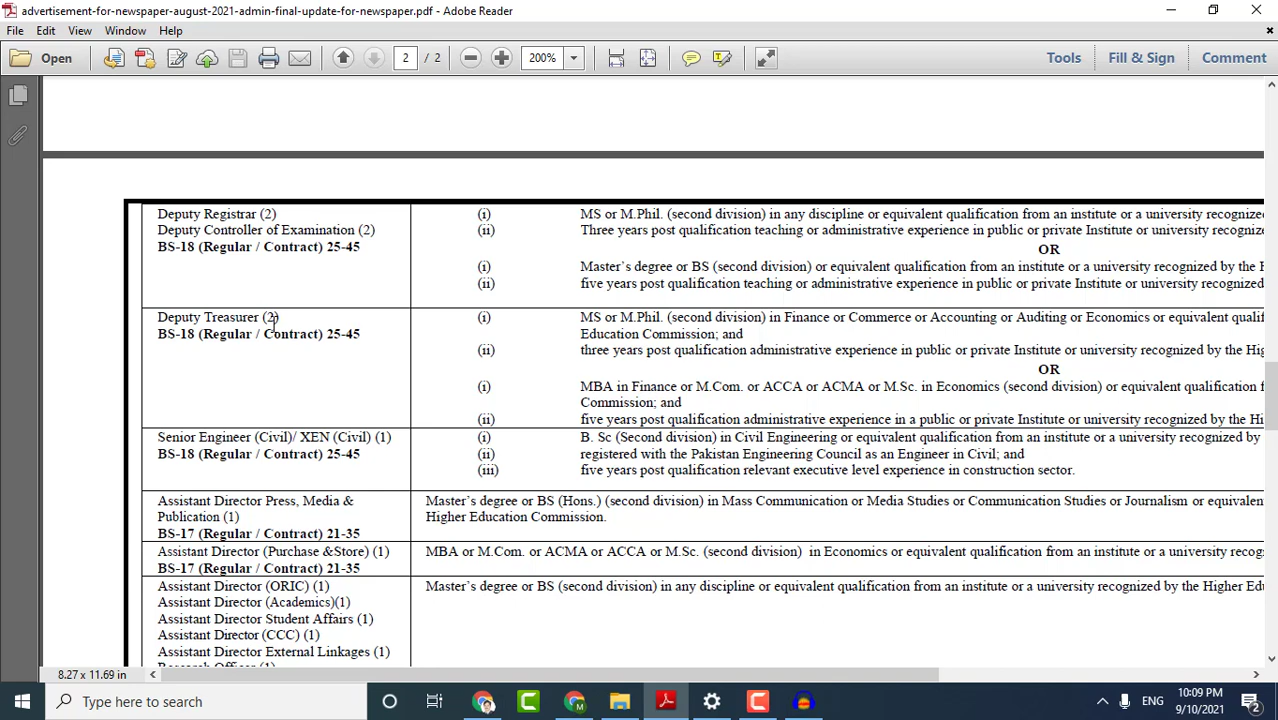 advertisement-for-newspaper-august-2021-admin-final-update-for-newspaper.pdf - Adobe Reader
File Edit View Window Help
Open 2 / 2 200% Tools Fill & Sign Comment
Deputy Registrar (2)
Deputy Controller of Examination (2)
BS-18 (Regular / Contract) 25-45
(i) MS or M.Phil. (second division) in any discipline or equivalent qualification from an institute or a university recognize
(ii) Three years post qualification teaching or administrative experience in public or private Institute or university recogniz
OR
(i) Master’s degree or BS (second division) or equivalent qualification from an institute or a university recognized by the H
(ii) five years post qualification teaching or administrative experience in public or private Institute or university recognized
Deputy Treasurer (2)
BS-18 (Regular / Contract) 25-45
(i) MS or M.Phil. (second division) in Finance or Commerce or Accounting or Auditing or Economics or equivalent quali
Education Commission; and
(ii) three years post qualification administrative experience in public or private Institute or university recognized by the Hig
OR
(i) MBA in Finance or M.Com. or ACCA or ACMA or M.Sc. in Economics (second division) or equivalent qualification f
Commission; and
(ii) five years post qualification administrative experience in a public or private Institute or university recognized by the Hi
Senior Engineer (Civil)/ XEN (Civil) (1)
BS-18 (Regular / Contract) 25-45
(i) B. Sc (Second division) in Civil Engineering or equivalent qualification from an institute or a university recognized by
(ii) registered with the Pakistan Engineering Council as an Engineer in Civil; and
(iii) five years post qualification relevant executive level experience in construction sector.
Assistant Director Press, Media &
Publication (1)
BS-17 (Regular / Contract) 21-35
Master’s degree or BS (Hons.) (second division) in Mass Communication or Media Studies or Communication Studies or Journalism or equivalen
Higher Education Commission.
Assistant Director (Purchase &Store) (1)
BS-17 (Regular / Contract) 21-35
MBA or M.Com. or ACMA or ACCA or M.Sc. (second division) in Economics or equivalent qualification from an institute or a university recog
Assistant Director (ORIC) (1)
Assistant Director (Academics)(1)
Assistant Director Student Affairs (1)
Assistant Director (CCC) (1)
Assistant Director External Linkages (1)
Research Officer (1)
Master’s degree or BS (second division) in any discipline or equivalent qualification from an institute or a university recognized by the Higher Edu
8.27 x 11.69 in
Type here to search
ENG
10:09 PM
9/10/2021
2